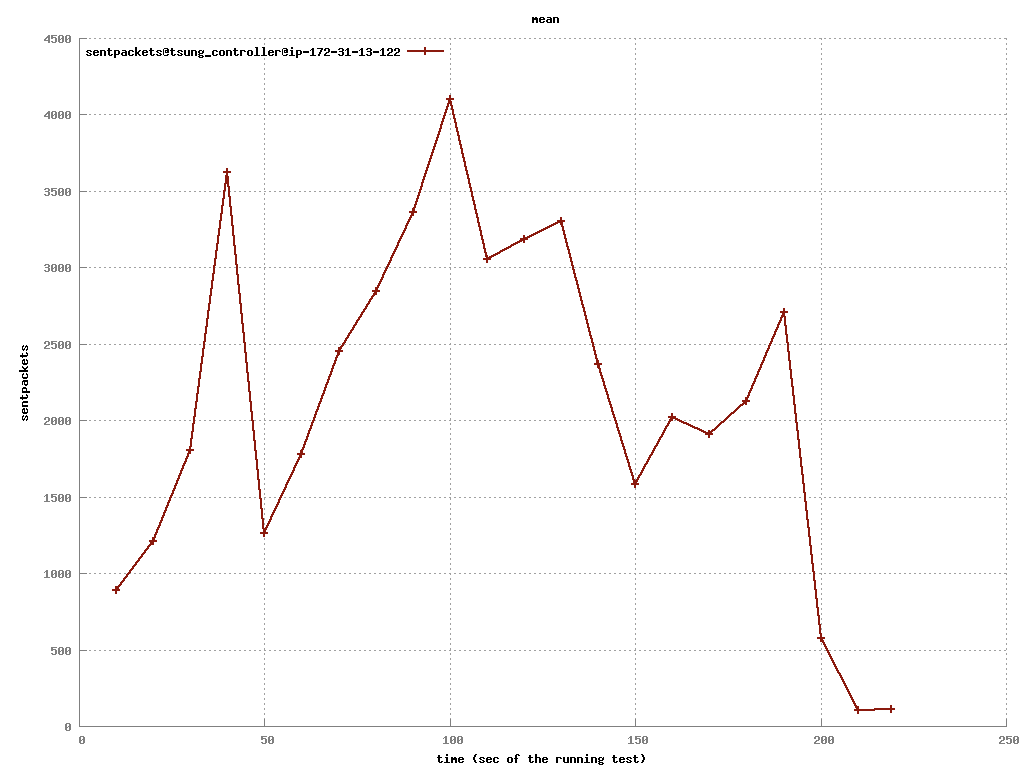 mean
4500
sentpackets@tsung_controller@ip-172-31-13-122
4000
3500
3000
2500
sentpackets
2000
1500
1000
500
0
0 50 100 150 200 250
time (sec of the running test)